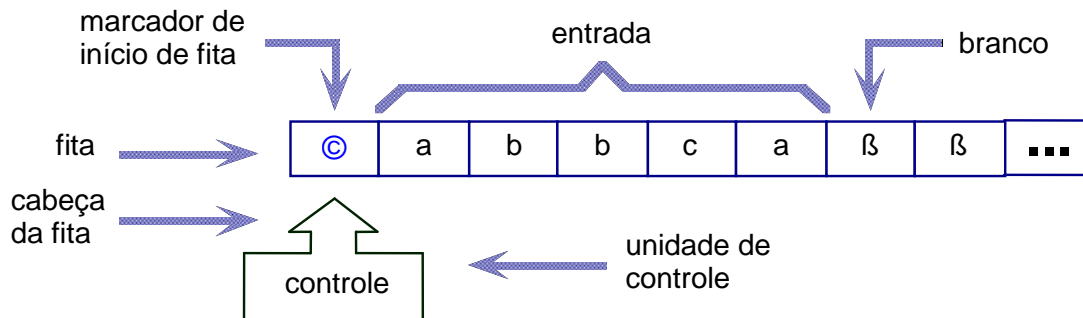 marcador de
início de fita
entrada
branco
fita
© a b b c a ß ß ...
cabeça
da fita
controle
unidade de
controle